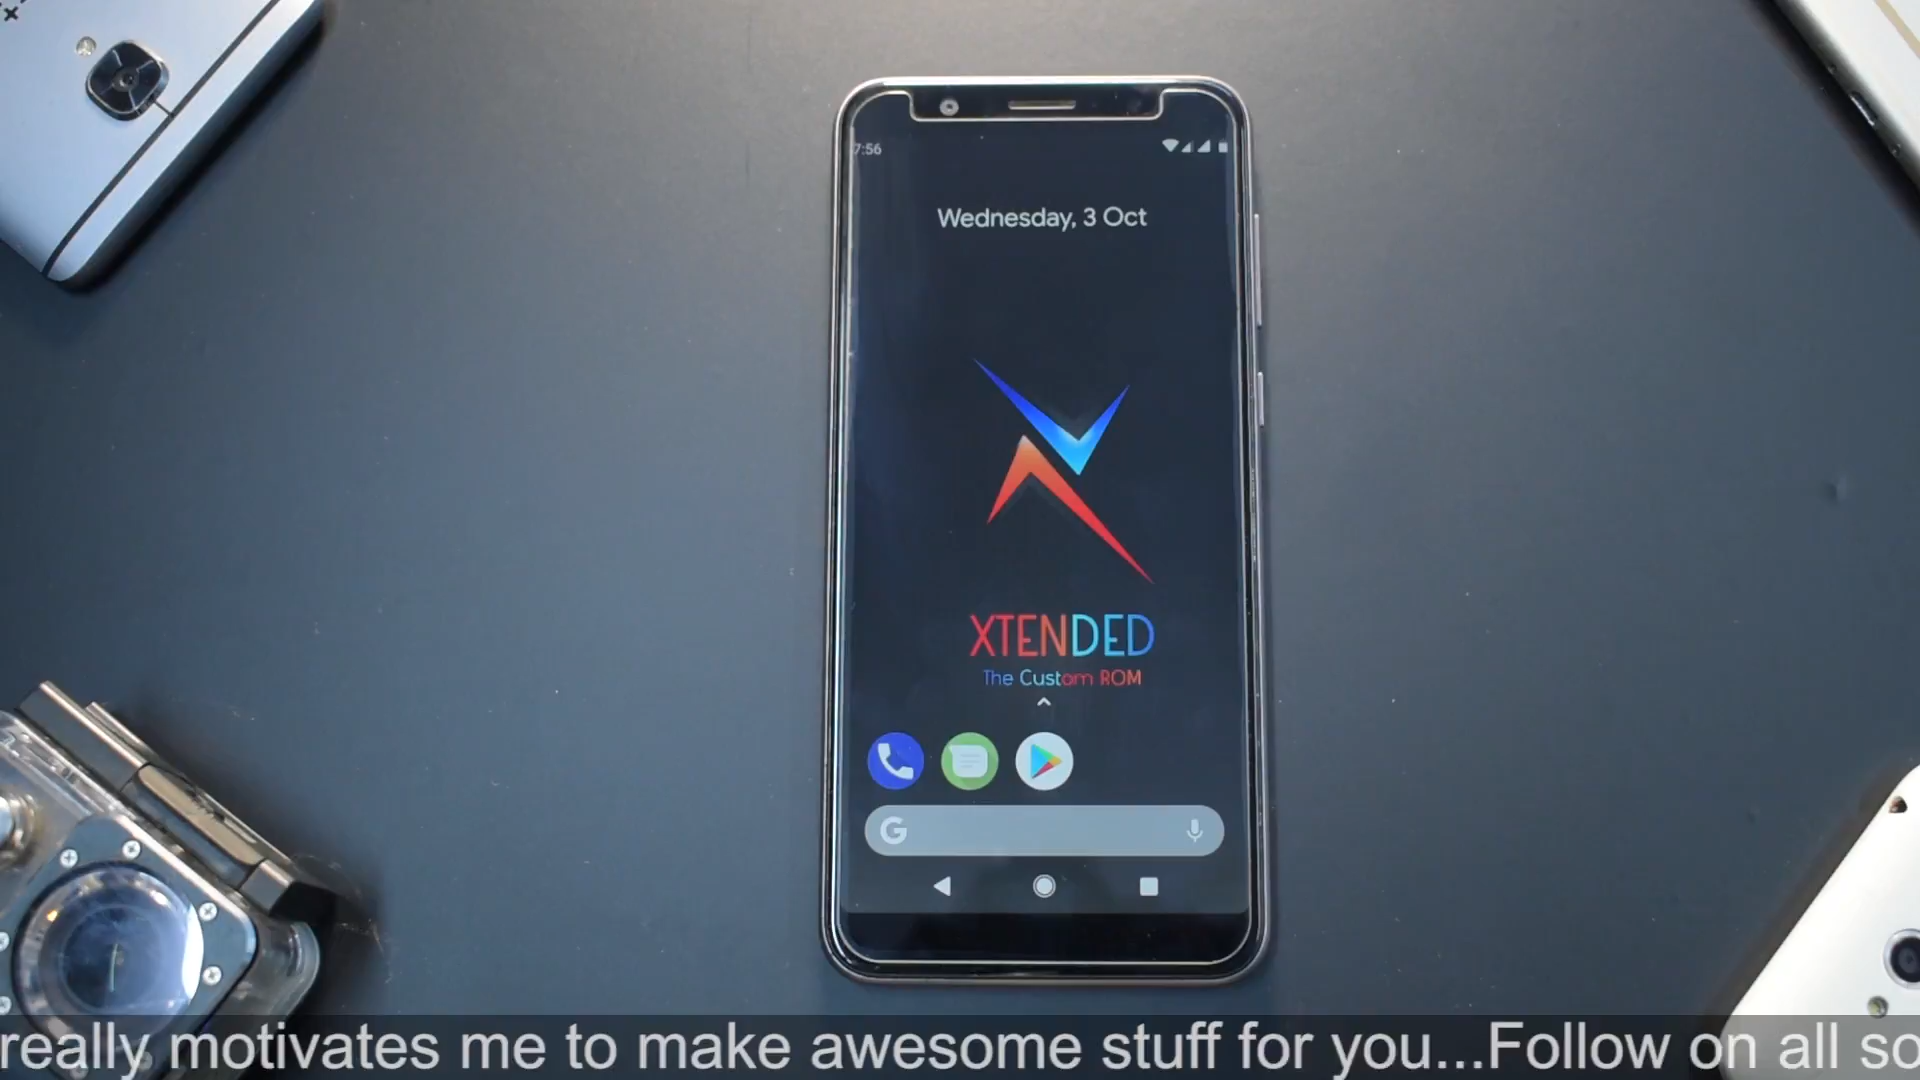 7:56
Wednesday, 3 Oct
XTENDED
The Custom ROM
G
really motivates me to make awesome stuff for you...Follow on all so